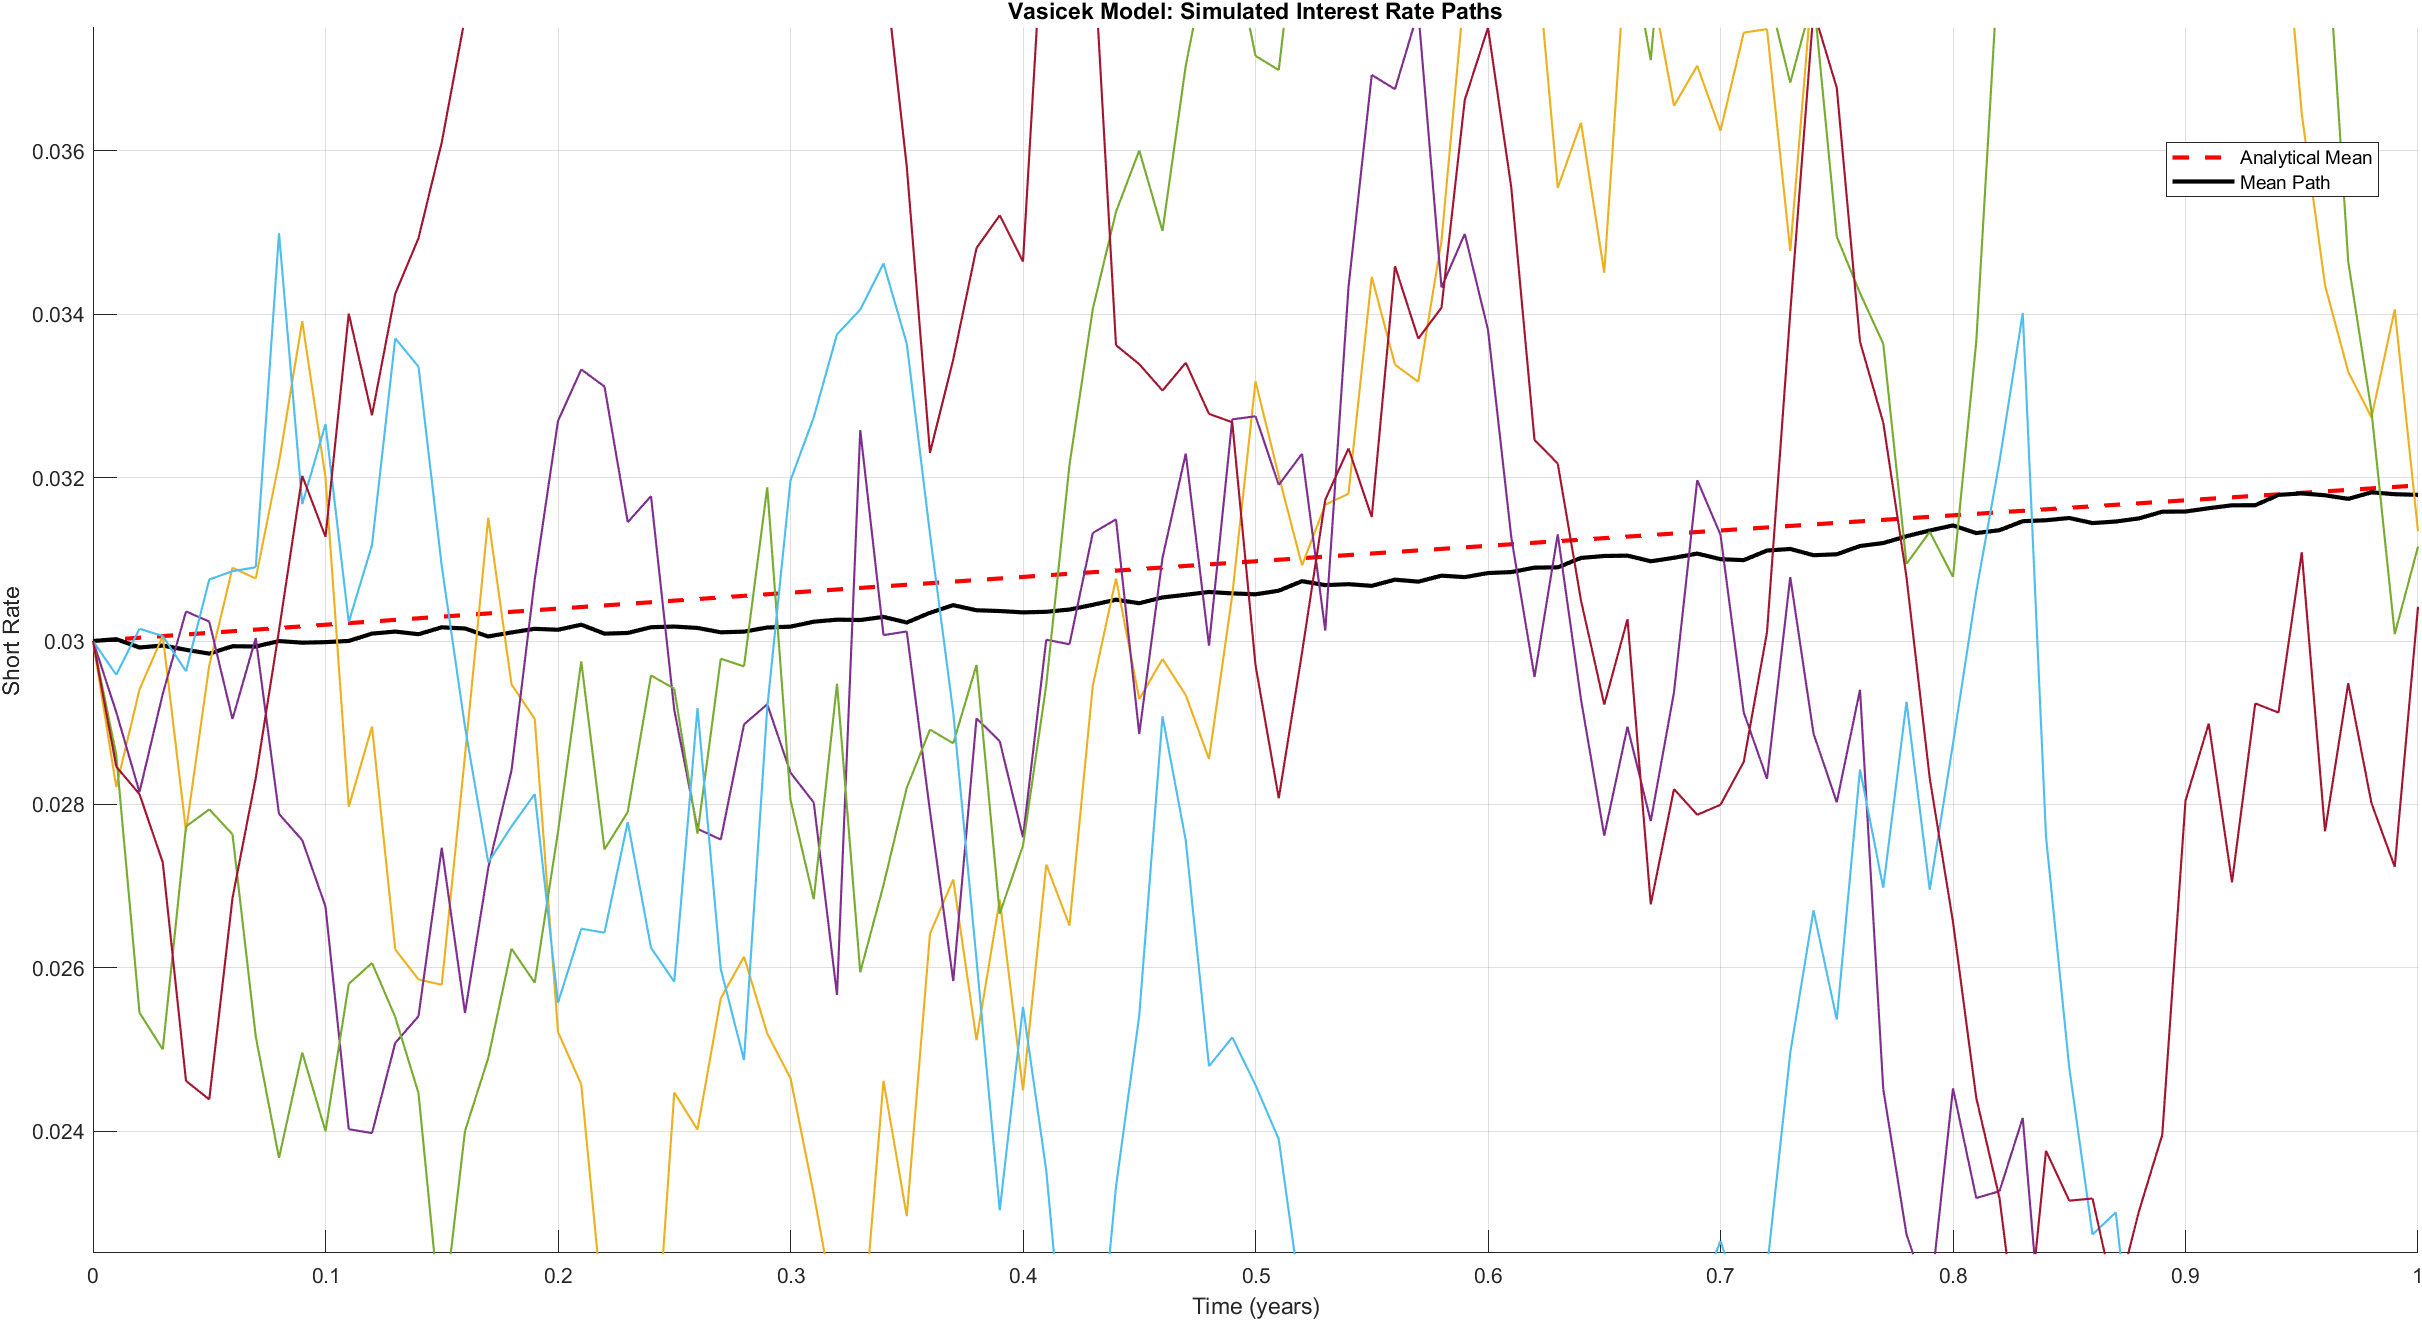 Vasicek Model: Simulated Interest Rate Paths
Short Rate
0.036
0.034
0.032
0.03
0.028
0.026
0.024
Analytical Mean
Mean Path
0 0.1 0.2 0.3 0.4 0.5 0.6 0.7 0.8 0.9 1
Time (years)